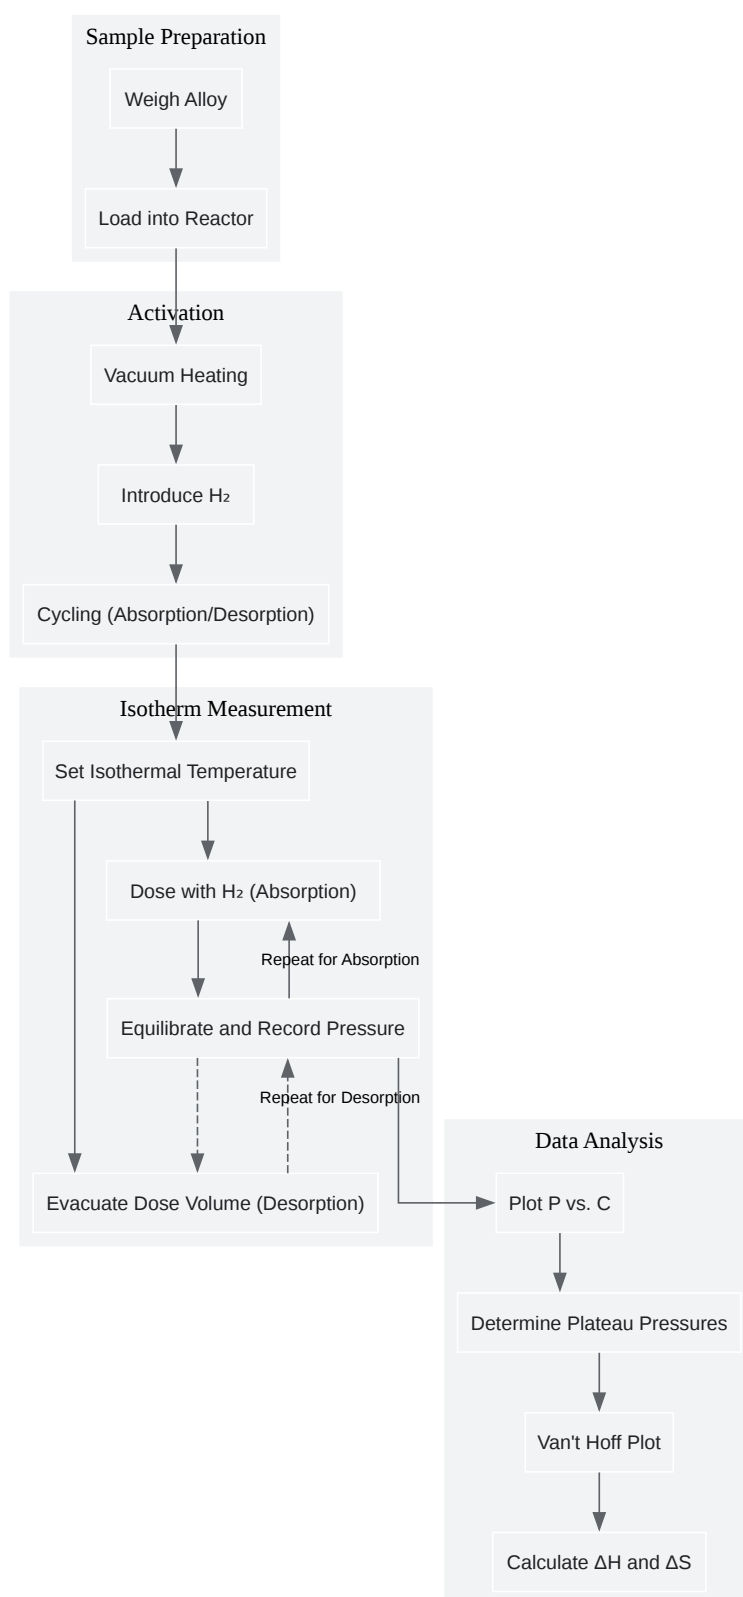 Sample Preparation
Weigh Alloy
Load into Reactor
Activation
Vacuum Heating
Introduce H₂
Cycling (Absorption/Desorption)
Isotherm Measurement
Set Isothermal Temperature
Dose with H₂ (Absorption)
Repeat for Absorption
Equilibrate and Record Pressure
Repeat for Desorption
Evacuate Dose Volume (Desorption)
Data Analysis
Plot P vs. C
Determine Plateau Pressures
Van't Hoff Plot
Calculate ΔH and ΔS